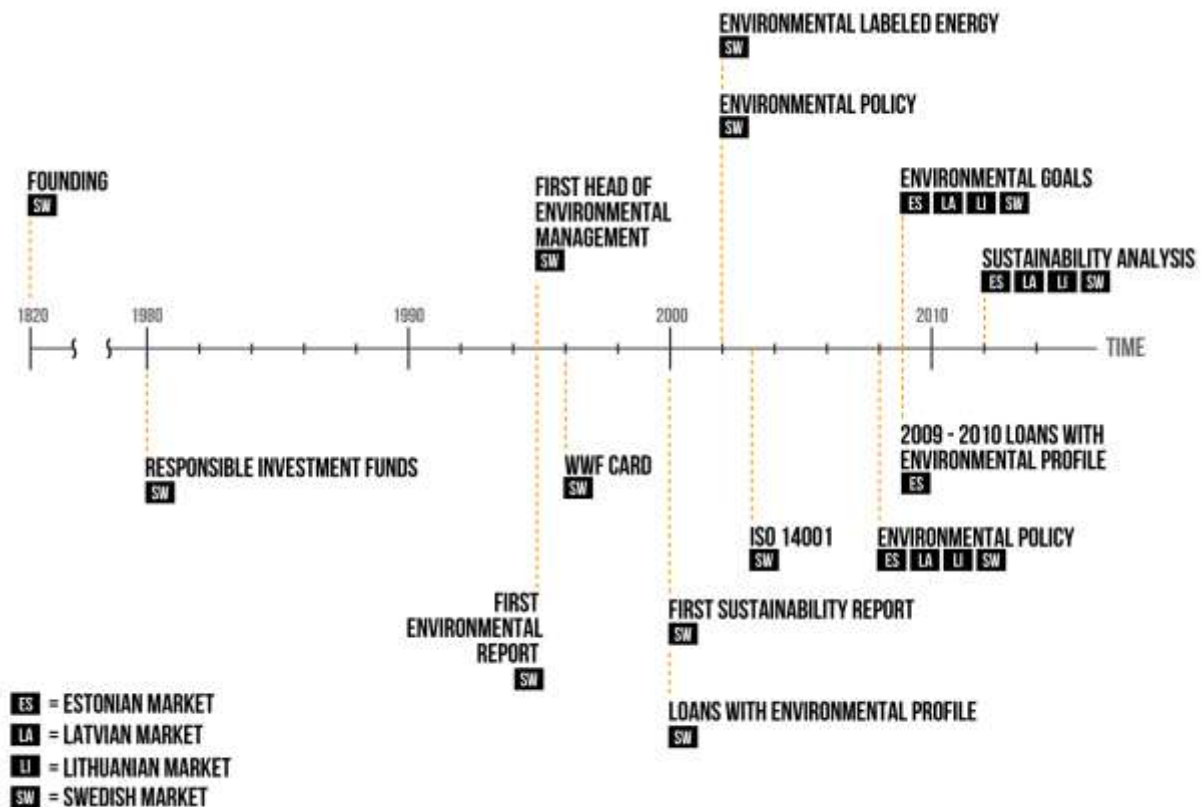 ENVIRONMENTAL LABELED ENERGY
SW
ENVIRONMENTAL POLICY
SW
FOUNDING
SW
FIRST HEAD OF
ENVIRONMENTAL
MANAGEMENT
SW
ENVIRONMENTAL GOALS
ES LA LI SW
SUSTAINABILITY ANALYSIS
ES LA LI SW
1820 1980 1990 2000 2010
TIME
RESPONSIBLE INVESTMENT FUNDS
SW
WWF CARD
SW
2009 - 2010 LOANS WITH
ENVIRONMENTAL PROFILE
ES
ISO 14001
SW
ENVIRONMENTAL POLICY
ES LA LI SW
FIRST
ENVIRONMENTAL
REPORT
SW
FIRST SUSTAINABILITY REPORT
SW
LOANS WITH ENVIRONMENTAL PROFILE
SW
ES = ESTONIAN MARKET
LA = LATVIAN MARKET
LI = LITHUANIAN MARKET
SW = SWEDISH MARKET